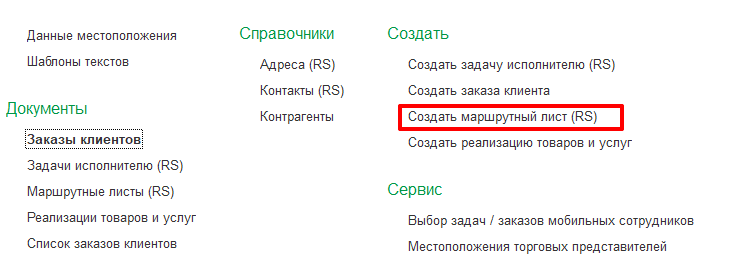 Данные местоположения
Шаблоны текстов
Документы
Заказы клиентов
Задачи исполнителю (RS)
Маршрутные листы (RS)
Реализации товаров и услуг
Список заказов клиентов
Справочники
Адреса (RS)
Контакты (RS)
Контрагенты
Создать
Создать задачу исполнителю (RS)
Создать заказа клиента
Создать маршрутный лист (RS)
Создать реализацию товаров и услуг
Сервис
Выбор задач / заказов мобильных сотрудников
Местоположения торговых представителей